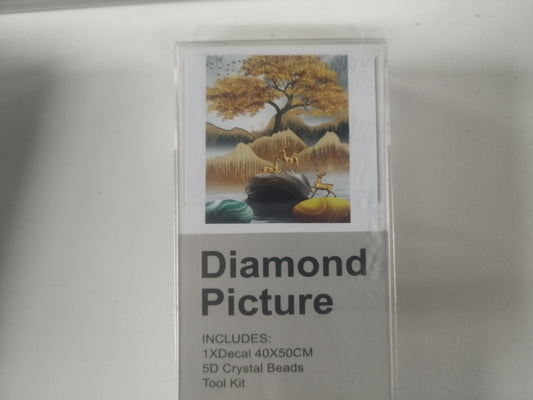 Diamond
Picture
INCLUDES:
1XDecal 40X50CM
5D Crystal Beads
Tool Kit